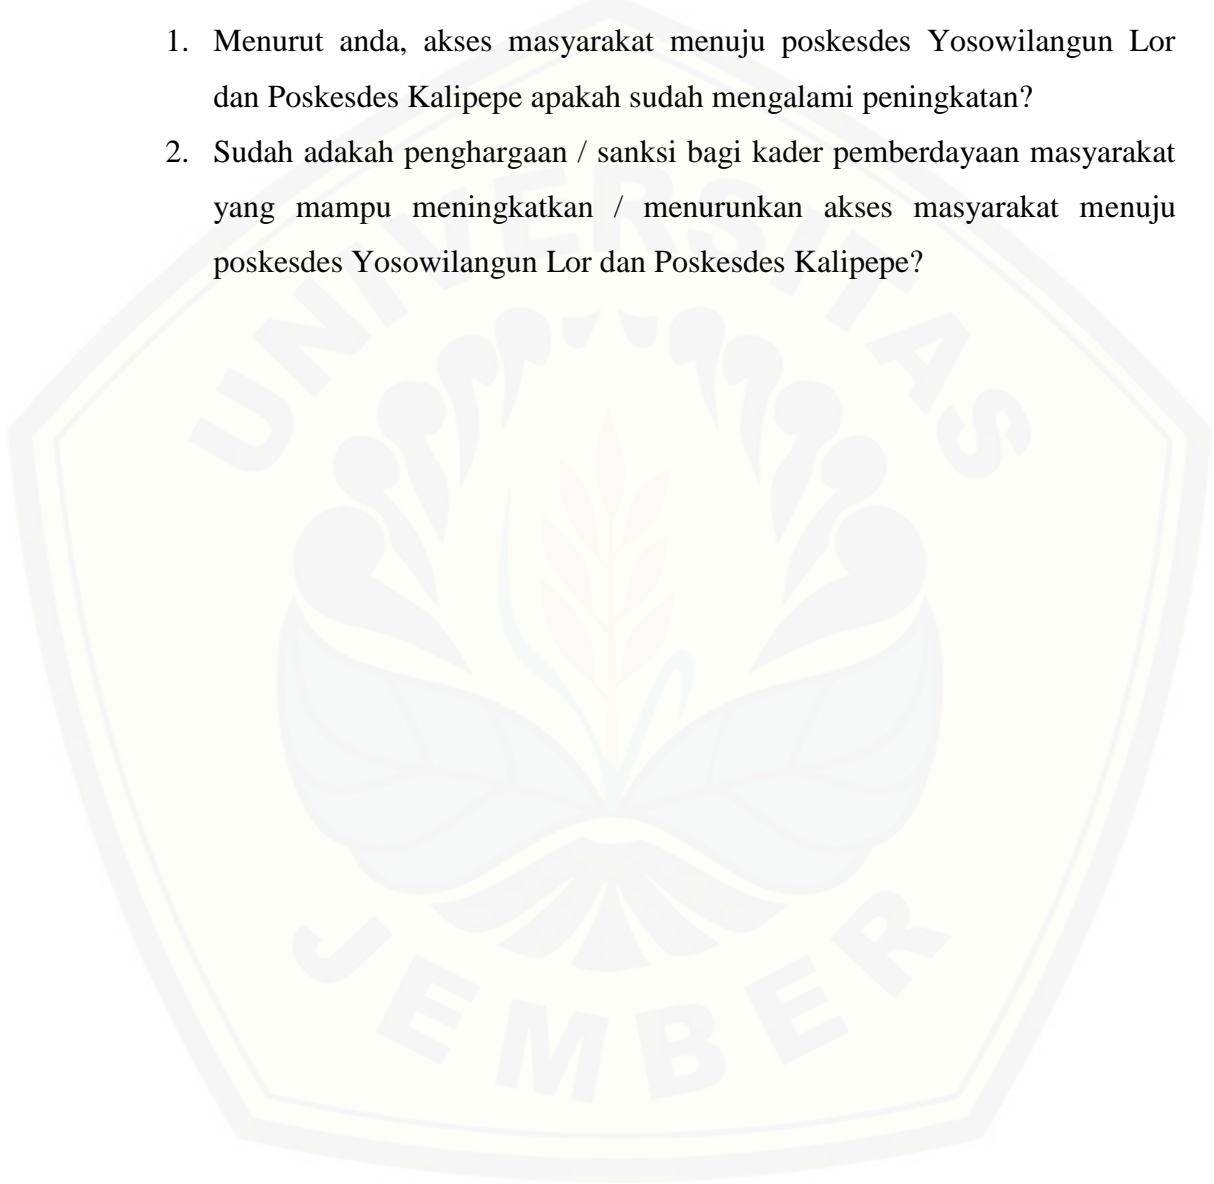 1. Menurut anda, akses masyarakat menuju poskesdes Yosowilangun Lor
dan Poskesdes Kalipepe apakah sudah mengalami peningkatan?
2. Sudah adakah penghargaan / sanksi bagi kader pemberdayaan masyarakat
yang mampu meningkatkan / menurunkan akses masyarakat menuju
poskesdes Yosowilangun Lor dan Poskesdes Kalipepe?
UNIVERSITAS
JEMBER